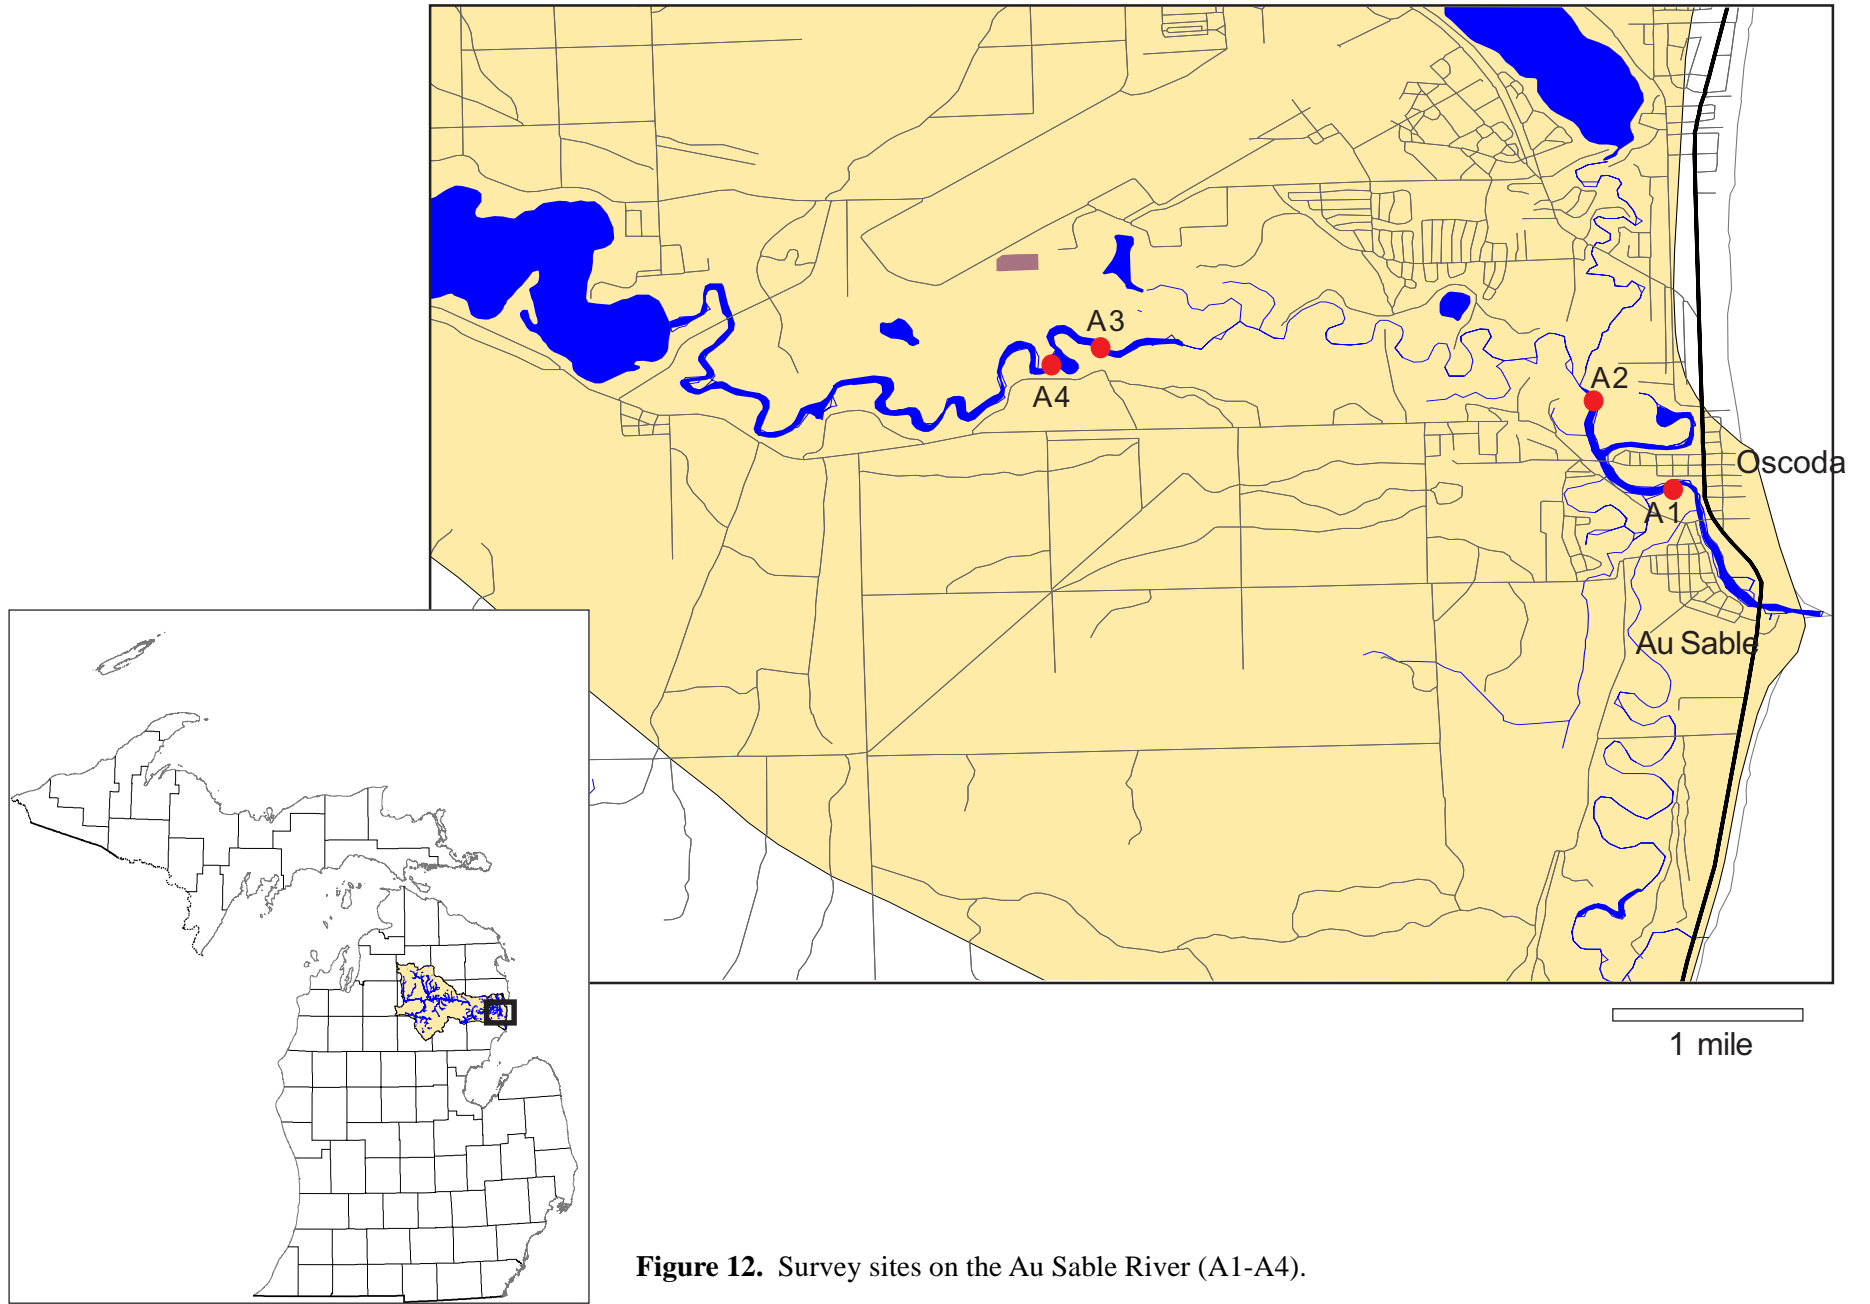 A3
A4
A2
Oscoda
A1
Au Sable
1 mile
Figure 12. Survey sites on the Au Sable River (A1-A4).